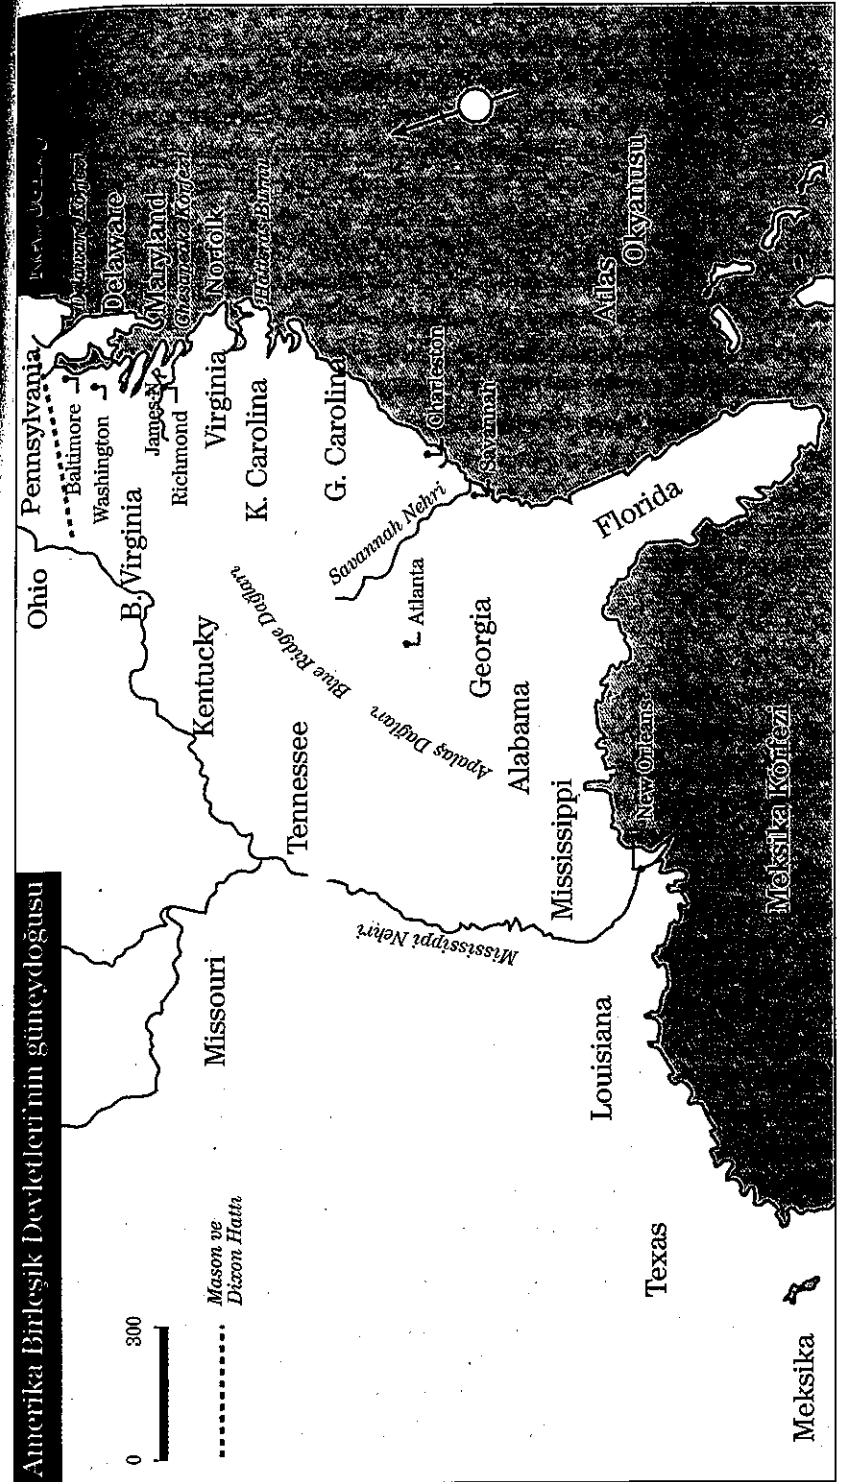 Amerika Birleşik Devletleri'nin güneydoğusu
0 300
Mason ve
Dixon Hattı
Ohio
Pennsylvania
New Jersey
Delaware Körfezi
Baltimore
Delaware
Washington
Maryland
B. Virginia
James N.
Chesapeake Körfezi
Richmond
Kentucky
Virginia
Norfolk
Missouri
K. Carolina
Hatteras Burnu
Blue Ridge Dağları
Tennessee
G. Carolina
Savannah Nehri
Apalaş Dağları
Mississippi Nehri
Atlanta
Charleston
Georgia
Savannah
Alabama
Mississippi
Louisiana
Atlas
Okyanusu
Florida
New Orleans
Texas
Meksika Körfezi
Meksika